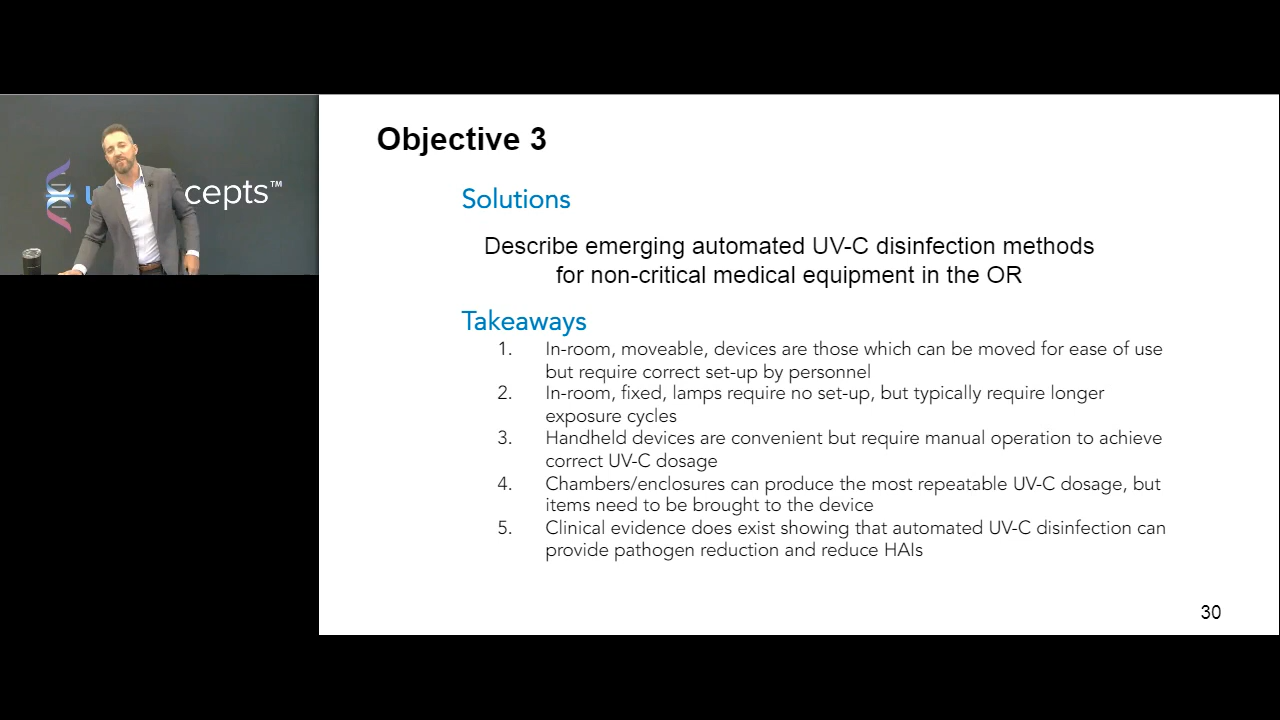 cepts™
Objective 3
Solutions
Describe emerging automated UV-C disinfection methods
for non-critical medical equipment in the OR
Takeaways
1. In-room, moveable, devices are those which can be moved for ease of use
but require correct set-up by personnel
2. In-room, fixed, lamps require no set-up, but typically require longer
exposure cycles
3. Handheld devices are convenient but require manual operation to achieve
correct UV-C dosage
4. Chambers/enclosures can produce the most repeatable UV-C dosage, but
items need to be brought to the device
5. Clinical evidence does exist showing that automated UV-C disinfection can
provide pathogen reduction and reduce HAIs
30